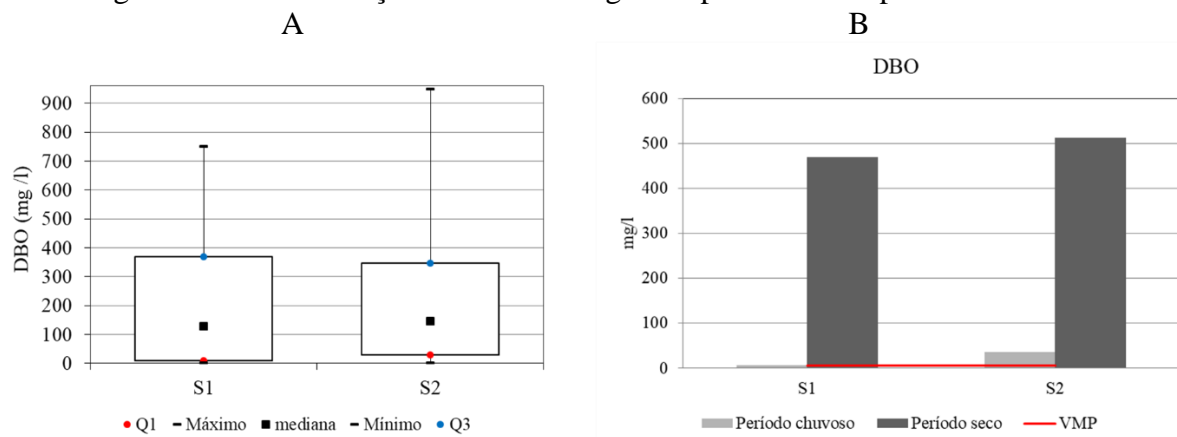 A
B
DBO (mg /l)
900
800
700
600
500
400
300
200
100
0
S1
S2
Q1 Máximo mediana Mínimo Q3
DBO
mg/l
600
500
400
300
200
100
0
S1
S2
Período chuvoso Período seco VMP